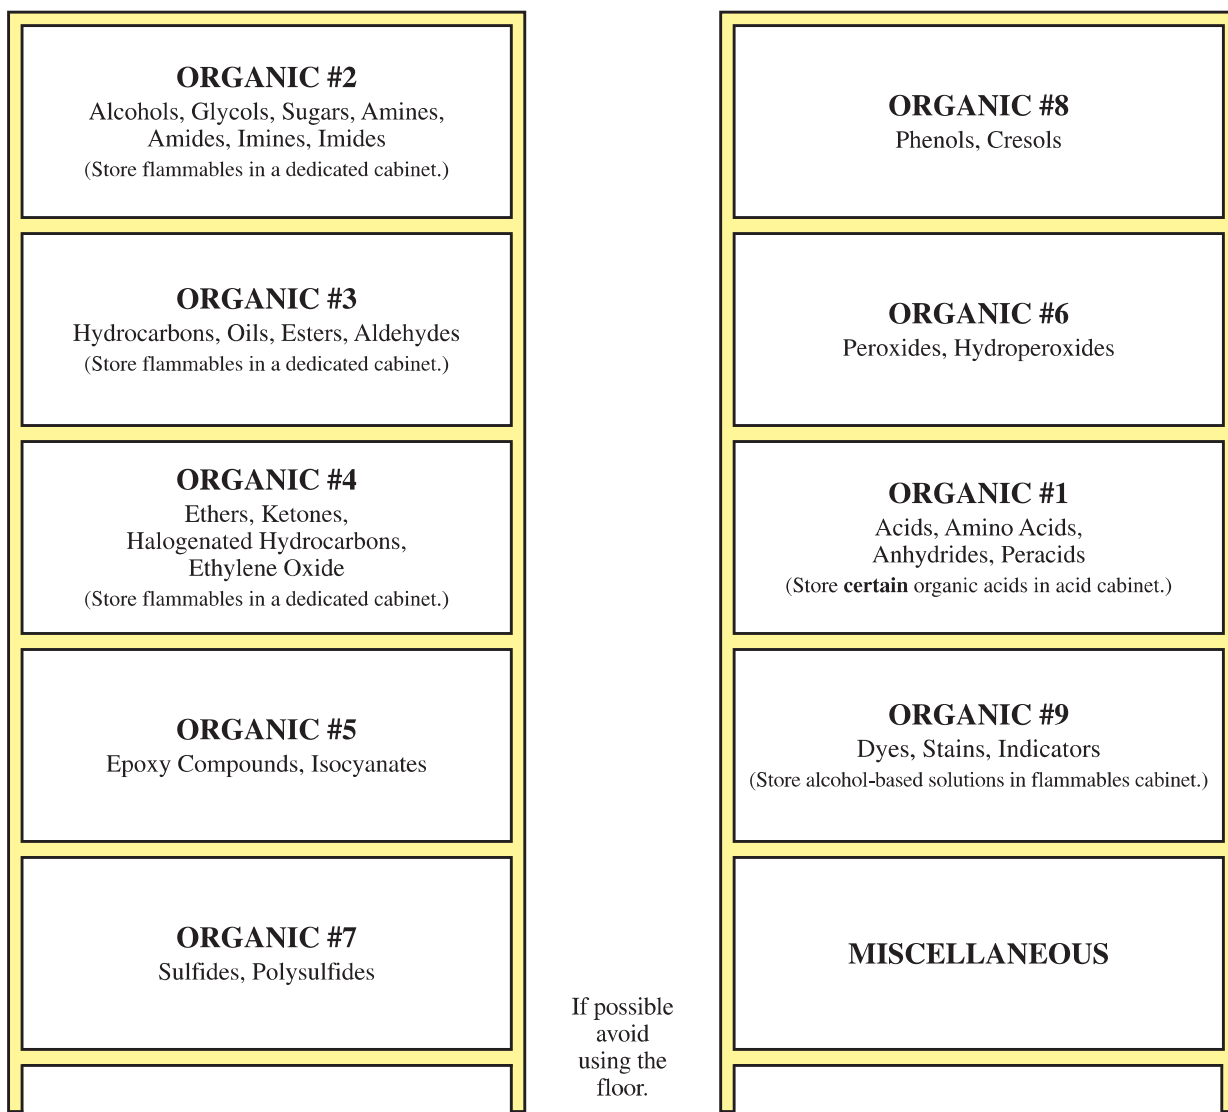 ORGANIC #2
Alcohols, Glycols, Sugars, Amines,
Amides, Imines, Imides
(Store flammables in a dedicated cabinet.)
ORGANIC #3
Hydrocarbons, Oils, Esters, Aldehydes
(Store flammables in a dedicated cabinet.)
ORGANIC #4
Ethers, Ketones,
Halogenated Hydrocarbons,
Ethylene Oxide
(Store flammables in a dedicated cabinet.)
ORGANIC #5
Epoxy Compounds, Isocyanates
ORGANIC #7
Sulfides, Polysulfides
If possible
avoid
using the
floor.
ORGANIC #8
Phenols, Cresols
ORGANIC #6
Peroxides, Hydroperoxides
ORGANIC #1
Acids, Amino Acids,
Anhydrides, Peracids
(Store certain organic acids in acid cabinet.)
ORGANIC #9
Dyes, Stains, Indicators
(Store alcohol-based solutions in flammables cabinet.)
MISCELLANEOUS